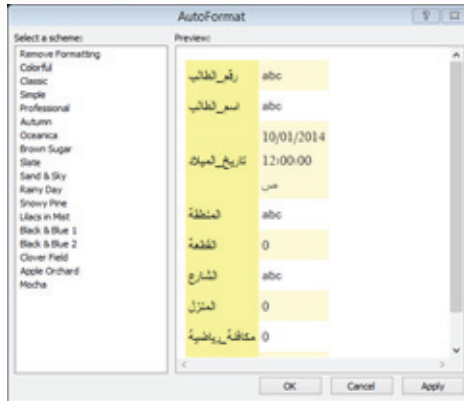 AutoFormat
Select a scheme:
Remove Formatting
Colorful
Classic
Simple
Professional
Autumn
Oceanica
Brown Sugar
Slate
Sand & Sky
Rainy Day
Snowy Pine
Lilacs in Mist
Black & Blue 1
Black & Blue 2
Clover Field
Apple Orchard
Mocha
Preview:
رقم_الطالب abc
اسم_الطالب abc
تاريخ_الميلاد 10/01/2014
12:00:00
ص
المنطقة abc
القطعة 0
الشارع abc
المنزل 0
مكافئة_رياضية 0
OK Cancel Apply